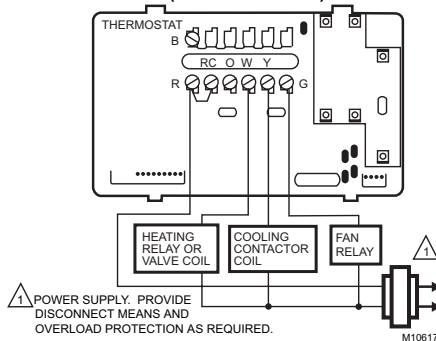 THERMOSTAT
B
RC O W Y
R G
HEATING
RELAY OR
VALVE COIL
COOLING
CONTACTOR
COIL
FAN
RELAY
1
1 POWER SUPPLY. PROVIDE
DISCONNECT MEANS AND
OVERLOAD PROTECTION AS REQUIRED.
M10617